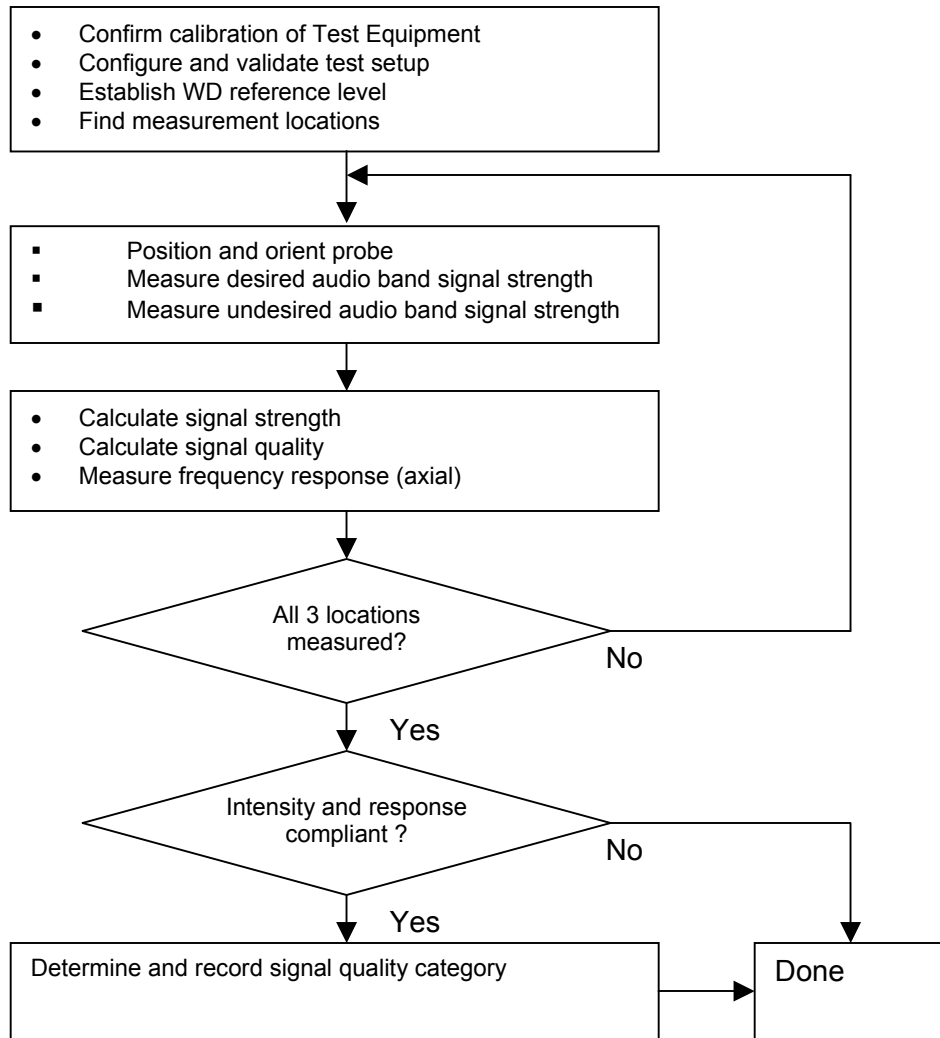 • Confirm calibration of Test Equipment
• Configure and validate test setup
• Establish WD reference level
• Find measurement locations
▪ Position and orient probe
▪ Measure desired audio band signal strength
▪ Measure undesired audio band signal strength
• Calculate signal strength
• Calculate signal quality
• Measure frequency response (axial)
All 3 locations
measured?
No
Yes
Intensity and response
compliant ?
No
Yes
Determine and record signal quality category
Done